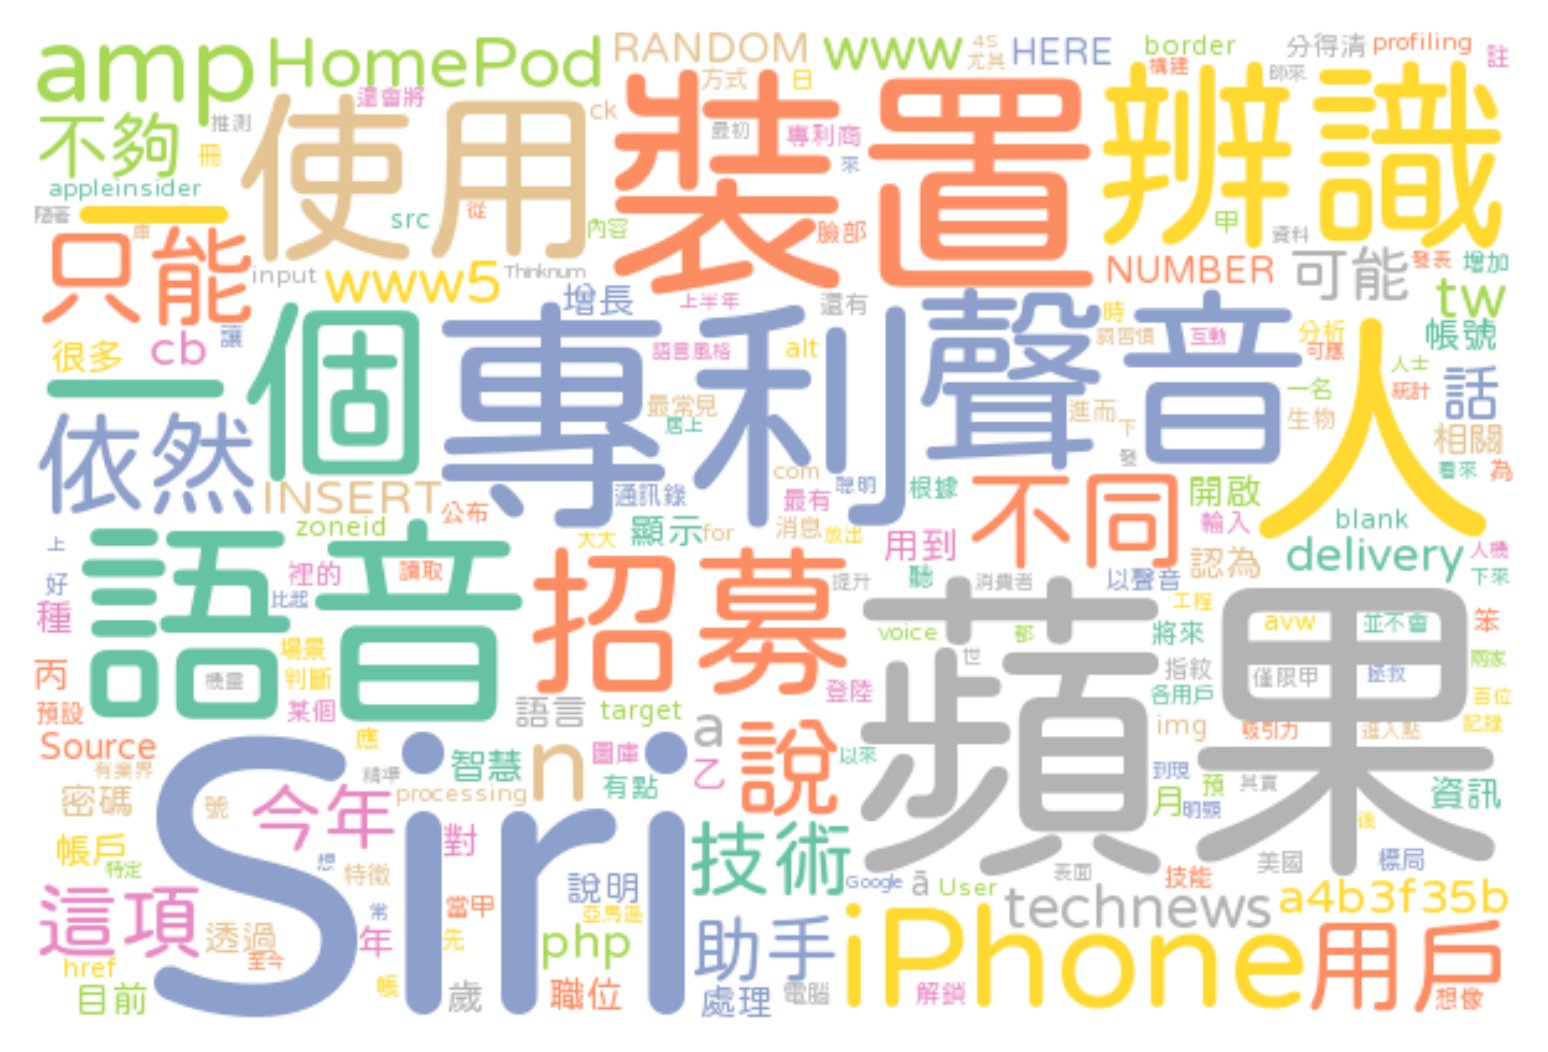 amp
HomePod
RANDOM
www
4S
尤其
HERE
border
構建
分得清
師來
profiling
註
不夠
推測
冊
還會將
使用
ck
方式
日
裝置
最初
專利商
來
辨識
appleinsider
隨著
一
庫
src
從
內容
臉部
甲
資料
只能
input
www5
Thinknum
增長
上半年
還有
NUMBER
可能
發表
增加
tw
很多
cb
讓
一個
專利
語言風格
alt
聲音
時
與習慣
互動
分析
可應
帳號
人
人士
統計
話
依然
最常見
居上
進而
下
發
一名
生物
相關
看來
為
INSERT
公布
通訊錄
com
最有
聰明
根據
不同
開啟
輸入
blank
delivery
人機
下來
zoneid
大大
顯示
for
消息
放出
用到
認為
上
好
種
語音
裡的
讀取
比起
招募
提升
聽
消費者
以聲音
工程
蘋果
voice
都
世
將來
avw
並不會
笨
兩家
丙
場景
判斷
機靈
某個
預設
語言
target
登陸
指紋
各用戶
僅限甲
拯救
百位
記錄
Source
有業界
應
精準
智慧
n
圖庫
有點
a
乙
說
以來
img
吸引力
進入點
到現
預
其實
資訊
密碼
號
Siri
今年
processing
月
明顯
後
帳戶
特定
想
特徵
對
技術
表面
技能
美國
標局
這項
透過
至今
常
年
當甲
先
說明
亞馬遜
Google
ā
User
technews
a4b3f35b
href
目前
帳
歲
php
職位
助手
處理
電腦
iPhone
解鎖
用戶
想像